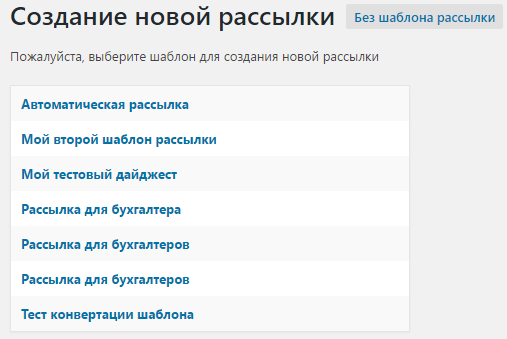 Создание новой рассылки
Без шаблона рассылки
Пожалуйста, выберите шаблон для создания новой рассылки
Автоматическая рассылка
Мой второй шаблон рассылки
Мой тестовый дайджест
Рассылка для бухгалтера
Рассылка для бухгалтеров
Рассылка для бухгалтеров
Тест конвертации шаблона